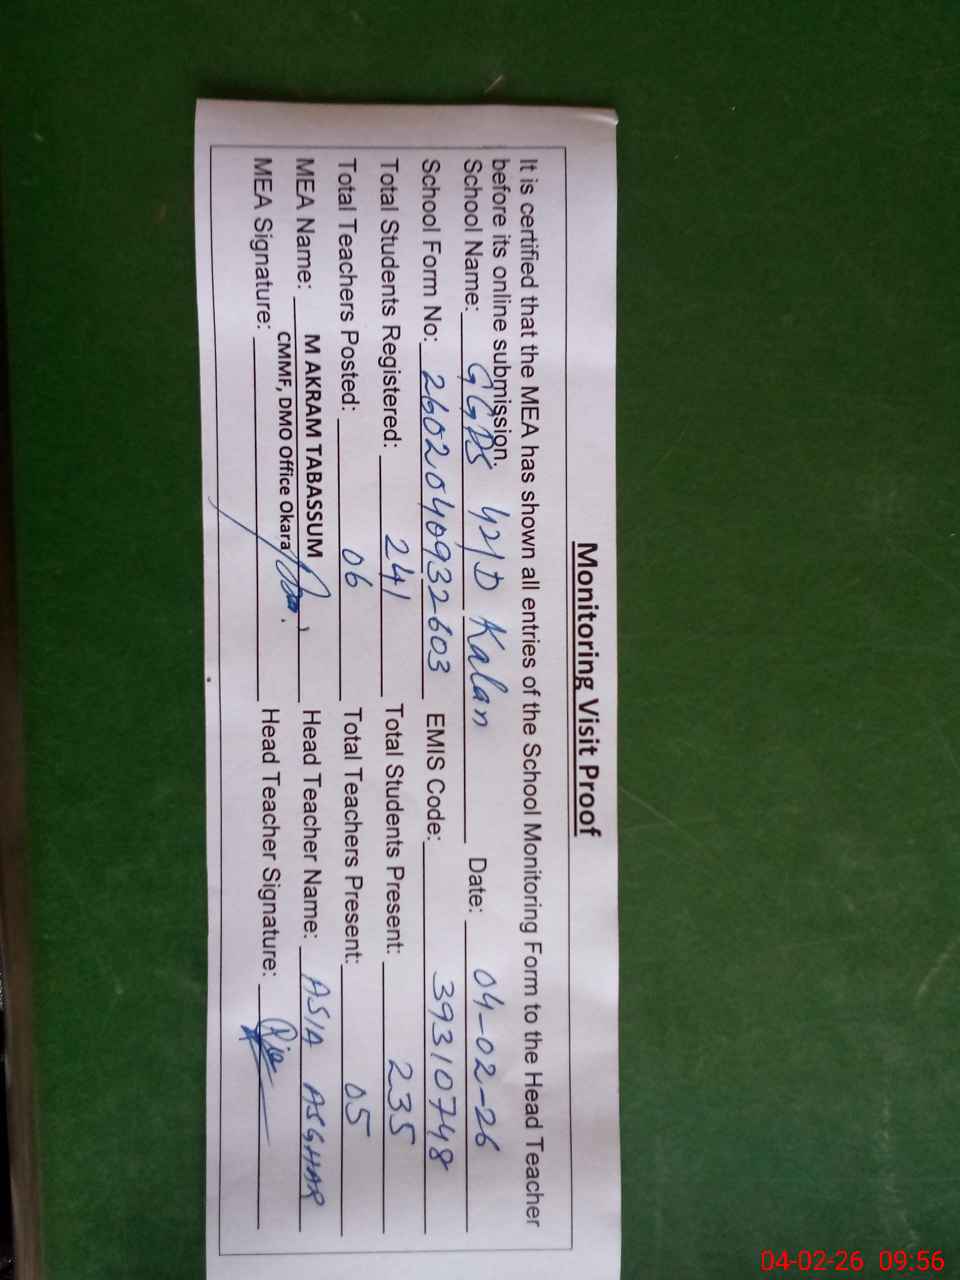 Monitoring Visit Proof
It is certified that the MEA has shown all entries of the School Monitoring Form to the Head Teacher
before its online submission.
School Name: GGPS 42/D Kalan Date: 04-02-26
School Form No: 2602040932603 EMIS Code: 39310748
Total Students Registered: 241 Total Students Present: 235
Total Teachers Posted: 06 Total Teachers Present: 05
MEA Name: M AKRAM TABASSUM Head Teacher Name: ASIA ASGHAR
CMMF, DMO Office Okara
MEA Signature: Head Teacher Signature:
04-02-26 09:56